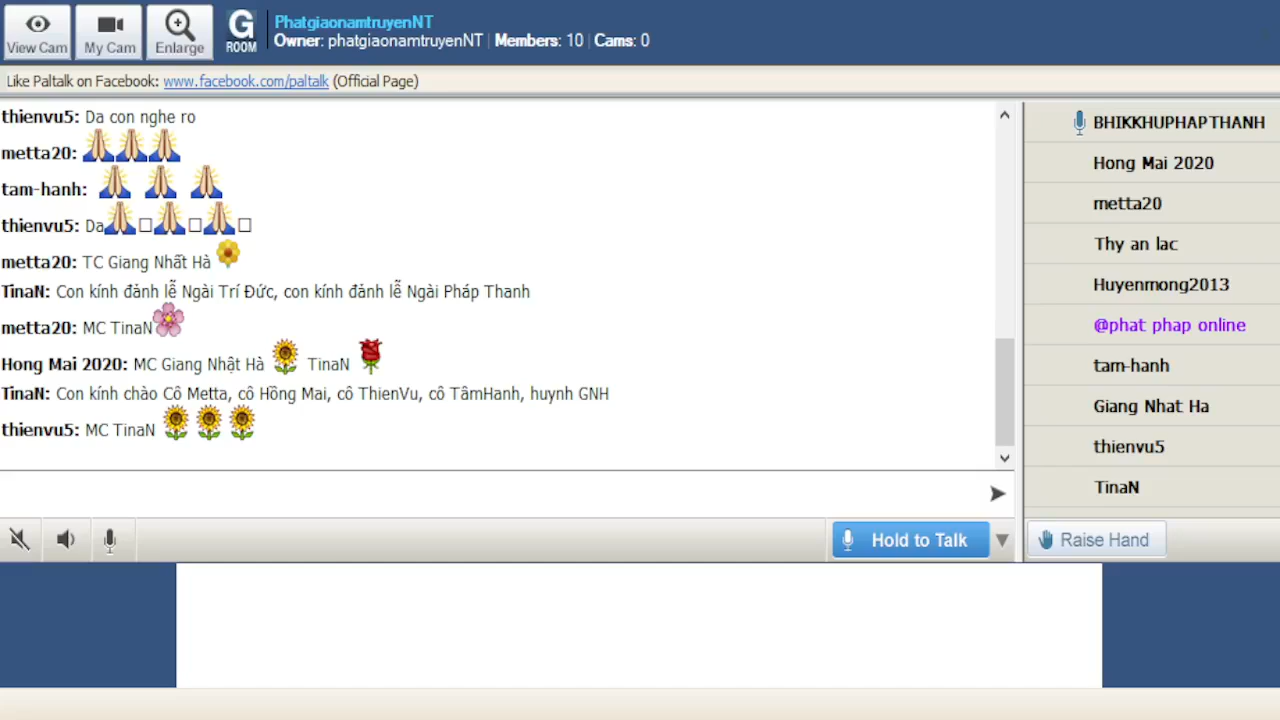 View Cam
My Cam
Enlarge
G
ROOM
PhatgiaonamtruyenNT
Owner: phatgiaonamtruyenNT | Members: 10 | Cams: 0
Like Paltalk on Facebook: www.facebook.com/paltalk (Official Page)
thienvu5: Da con nghe ro
metta20:
tam-hanh:
thienvu5: Da
metta20: TC Giang Nhất Hà
TinaN: Con kính đảnh lễ Ngài Trí Đức, con kính đảnh lễ Ngài Pháp Thanh
metta20: MC TinaN
Hong Mai 2020: MC Giang Nhật Hà TinaN
TinaN: Con kính chào Cô Metta, cô Hồng Mai, cô ThienVu, cô TâmHanh, huynh GNH
thienvu5: MC TinaN
BHIKKHUPHAPTHANH
Hong Mai 2020
metta20
Thy an lac
Huyenmong2013
@phat phap online
tam-hanh
Giang Nhat Ha
thienvu5
TinaN
Hold to Talk
Raise Hand